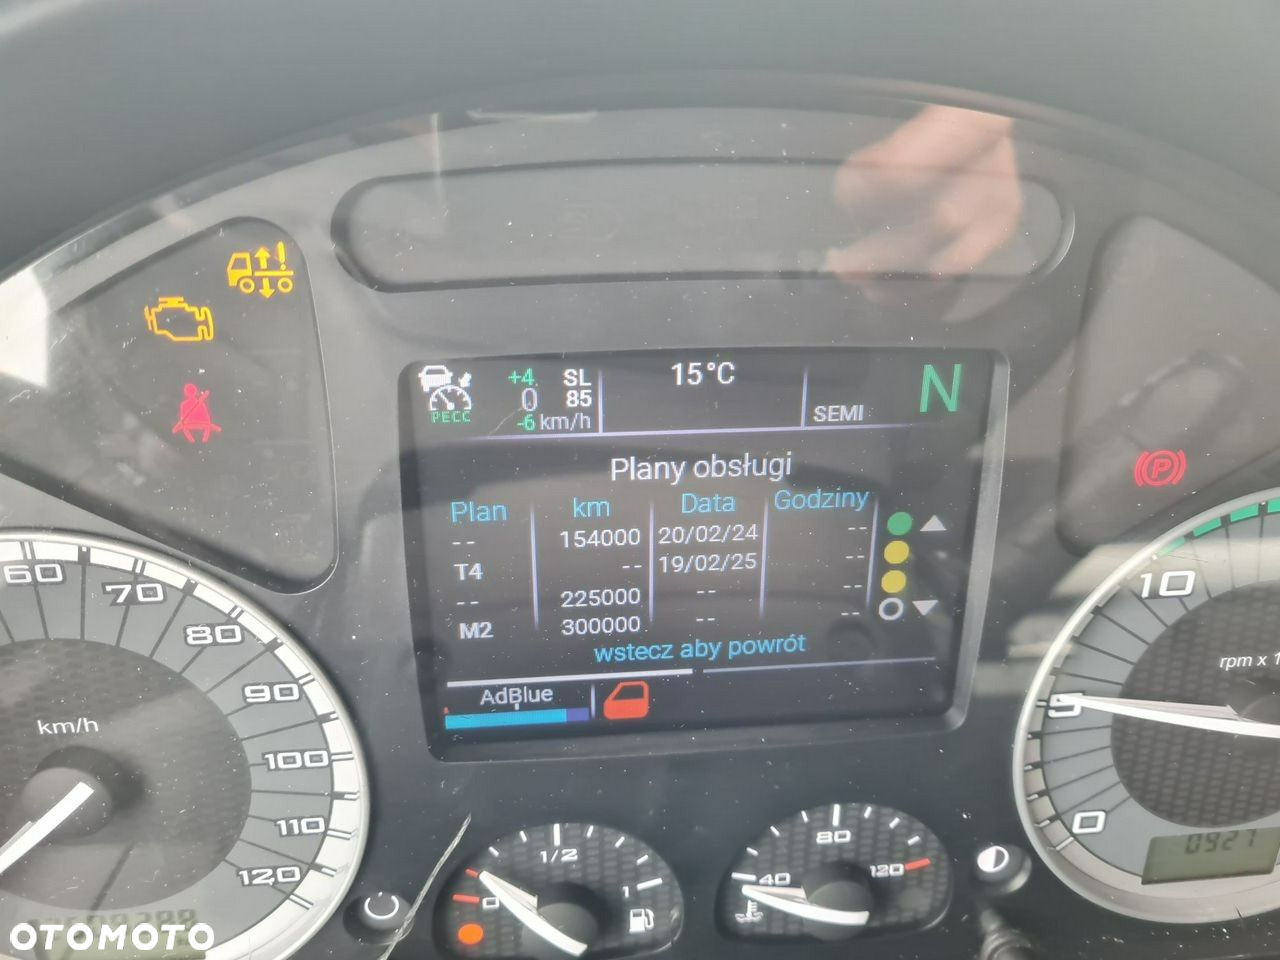 +4 SL
0 85
-6 km/h
PECC
15°C
SEMI
N
Plany obsługi
Plan km Data Godziny
-- 154000 20/02/24 --
T4 -- 19/02/25 --
-- 225000 -- --
M2 300000 -- --
wstecz aby powrót
AdBlue
P
60
70
80
90
100
110
120
km/h
10
5
0
rpm x 1
0927
0
1/2
1
40
80
120
OTOMOTO